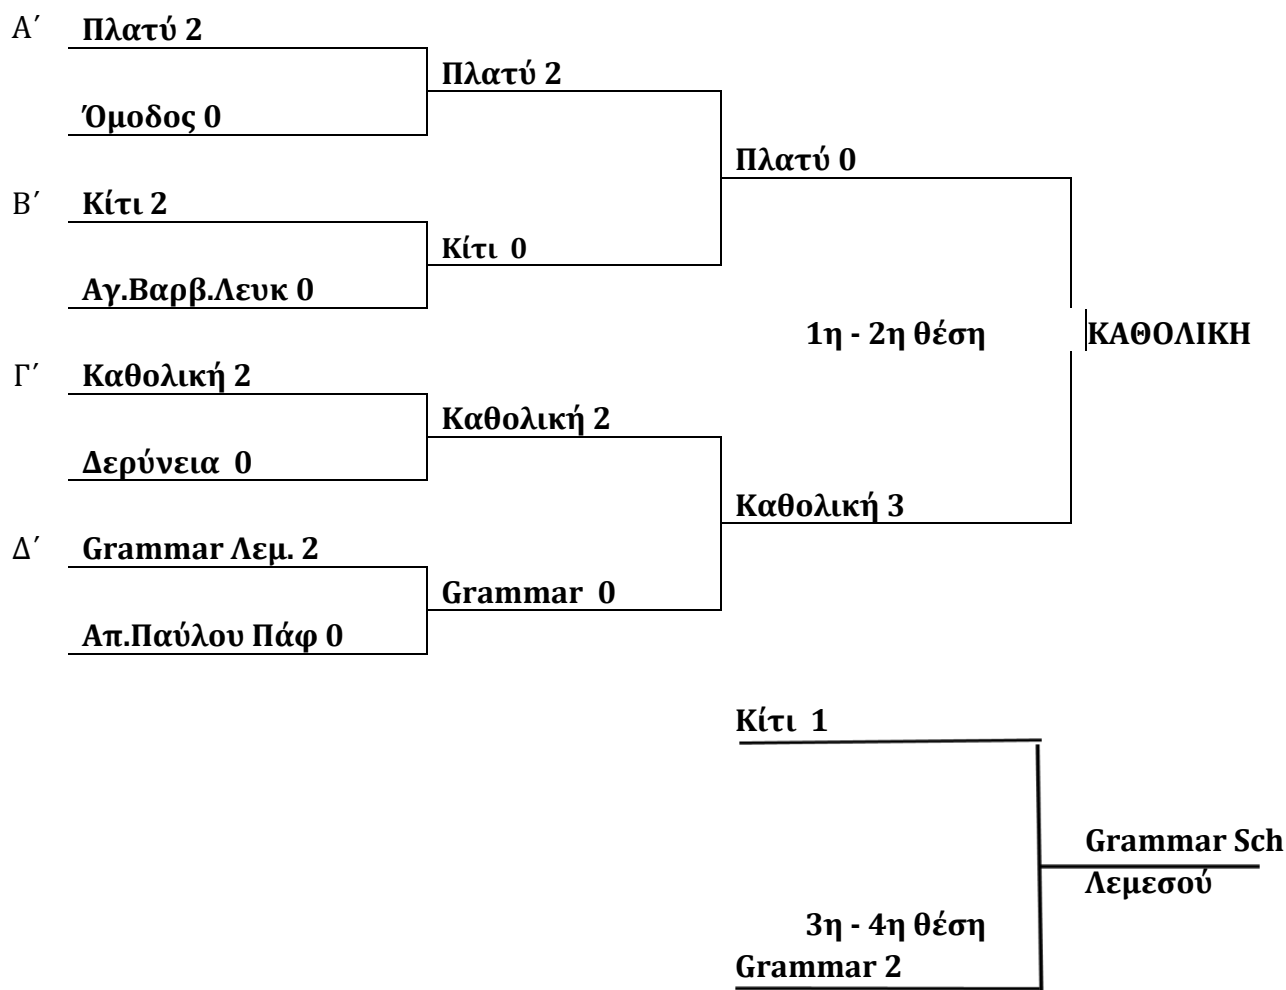 Α΄ Πλατύ 2
Πλατύ 2
Όμοδος 0
Πλατύ 0
Β΄ Κίτι 2
Κίτι 0
Αγ.Βαρβ.Λευκ 0
1η - 2η θέση ΚΑΘΟΛΙΚΗ
Γ΄ Καθολική 2
Καθολική 2
Δερύνεια 0
Καθολική 3
Δ΄ Grammar Λεμ. 2
Grammar 0
Απ.Παύλου Πάφ 0
Κίτι 1
Grammar Sch
Λεμεσού
3η - 4η θέση
Grammar 2